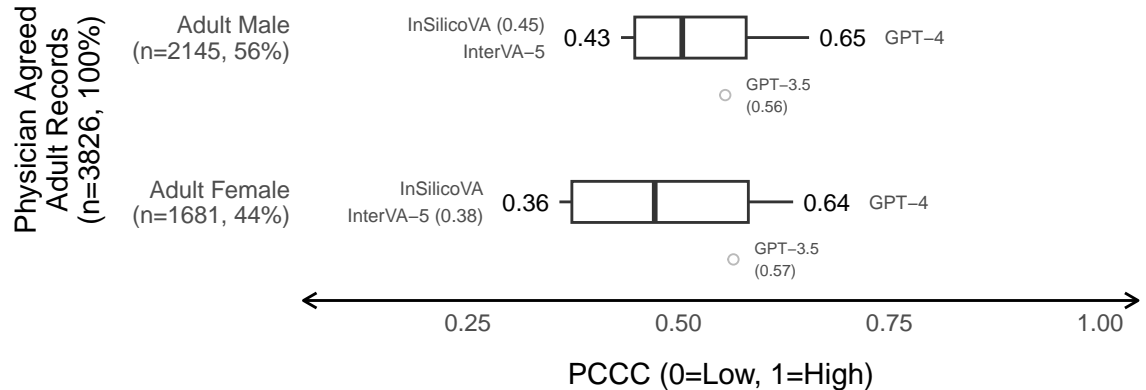 Physician Agreed
Adult Records
(n=3826, 100%)
Adult Male
(n=2145, 56%)
InSilicoVA (0.45)
InterVA−5
0.43
0.65
GPT−4
GPT−3.5
(0.56)
Adult Female
(n=1681, 44%)
InSilicoVA
InterVA−5 (0.38)
0.36
0.64
GPT−4
GPT−3.5
(0.57)
0.25 0.50 0.75 1.00
PCCC (0=Low, 1=High)